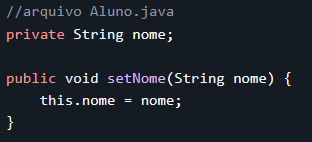 //arquivo Aluno.java
private String nome;

public void setNome(String nome) {
    this.nome = nome;
}